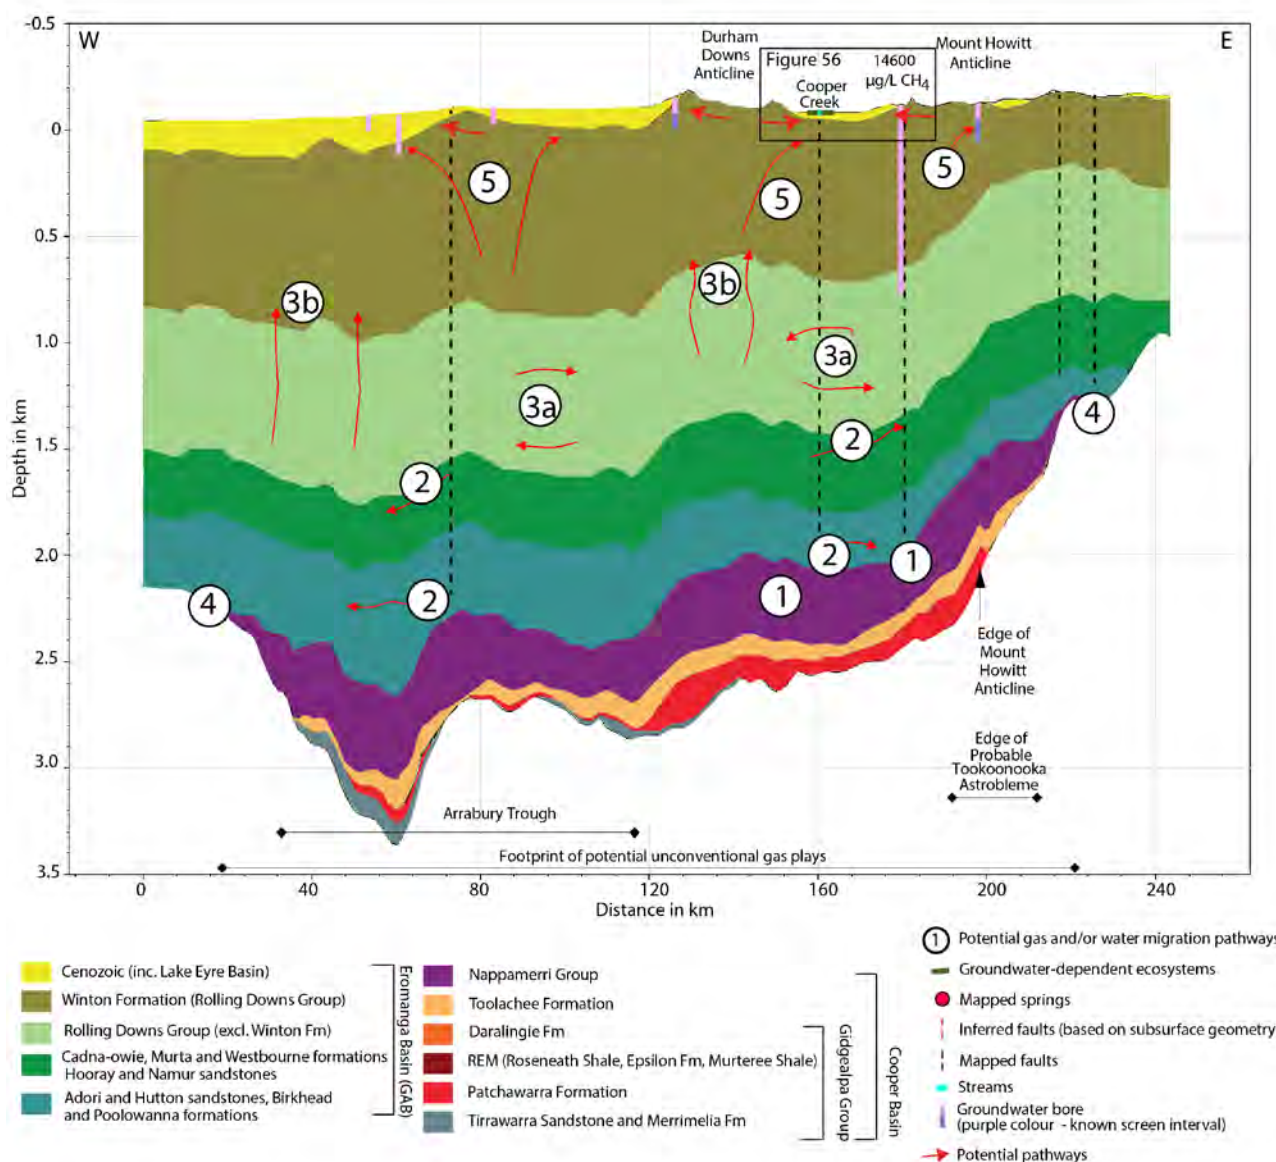 -0.5
W
E
Durham
Downs
Anticline
Figure 56
14600
µg/L CH4
Cooper
Creek
Mount Howitt
Anticline
0
0.5
1.0
1.5
2.0
2.5
3.0
3.5
Depth in km
5
5
5
3b
3b
3a
3a
2
2
2
2
1
1
4
4
Edge of
Mount
Howitt
Anticline
Edge of
Probable
Tookoonooka
Astrobleme
Arrabury Trough
Footprint of potential unconventional gas plays
0
40
80
120
160
200
240
Distance in km
Cenozoic (inc. Lake Eyre Basin)
Winton Formation (Rolling Downs Group)
Rolling Downs Group (excl. Winton Fm)
Cadna-owie, Murta and Westbourne formations
Hooray and Namur sandstones
Adori and Hutton sandstones, Birkhead
and Poolowanna formations
Eromanga Basin (GAB)
Nappamerri Group
Toolachee Formation
Daralingie Fm
REM (Roseneath Shale, Epsilon Fm, Murteree Shale)
Patchawarra Formation
Tirrawarra Sandstone and Merrimelia Fm
Gidgealpa Group
Cooper Basin
1
Potential gas and/or water migration pathways
Groundwater-dependent ecosystems
Mapped springs
Inferred faults (based on subsurface geometry
Mapped faults
Streams
Groundwater bore
(purple colour - known screen interval)
Potential pathways